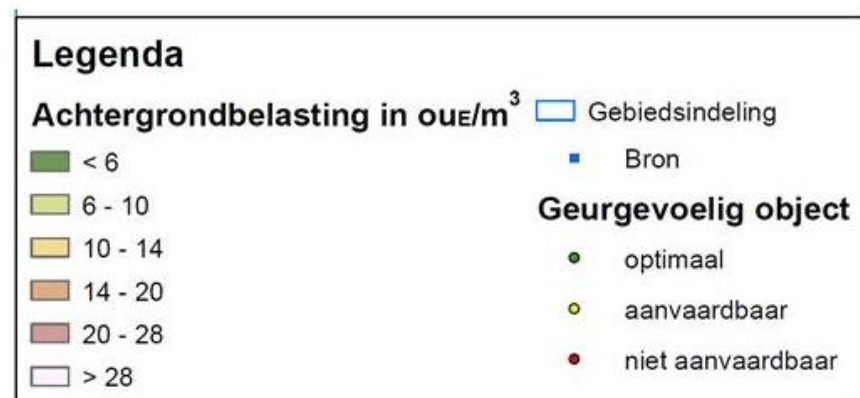 Legenda
Achtergrondbelasting in ouE/m³
< 6
6 - 10
10 - 14
14 - 20
20 - 28
> 28
Gebiedsindeling
Bron
Geurgevoelig object
optimaal
aanvaardbaar
niet aanvaardbaar